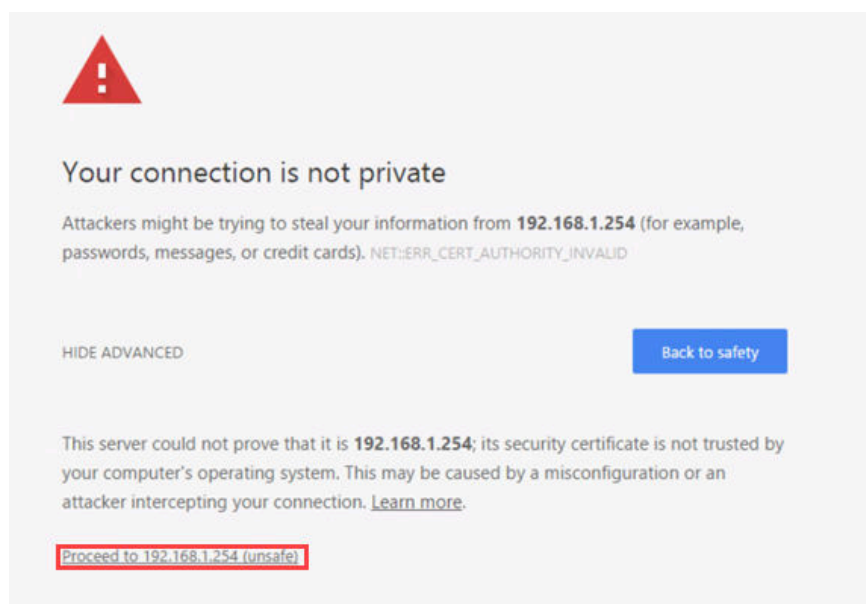 Your connection is not private
Attackers might be trying to steal your information from 192.168.1.254 (for example,
passwords, messages, or credit cards). NET::ERR_CERT_AUTHORITY_INVALID
HIDE ADVANCED
Back to safety
This server could not prove that it is 192.168.1.254; its security certificate is not trusted by
your computer's operating system. This may be caused by a misconfiguration or an
attacker intercepting your connection. Learn more.
Proceed to 192.168.1.254 (unsafe)